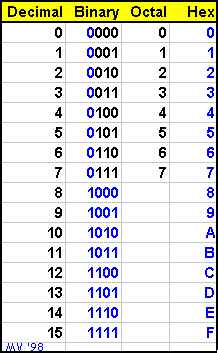 Decimal Binary Octal Hex
0 0000 0 0
1 0001 1 1
2 0010 2 2
3 0011 3 3
4 0100 4 4
5 0101 5 5
6 0110 6 6
7 0111 7 7
8 1000 8
9 1001 9
10 1010 A
11 1011 B
12 1100 C
13 1101 D
14 1110 E
15 1111 F
MV '98